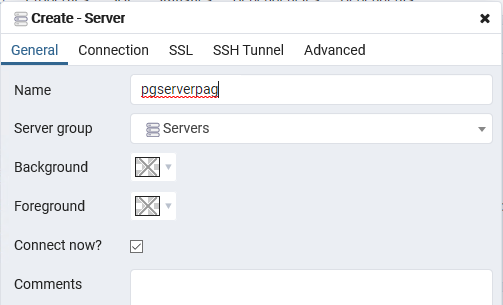 Create - Server
General Connection SSL SSH Tunnel Advanced
Name pgserverpag
Server group Servers
Background
Foreground
Connect now?
Comments